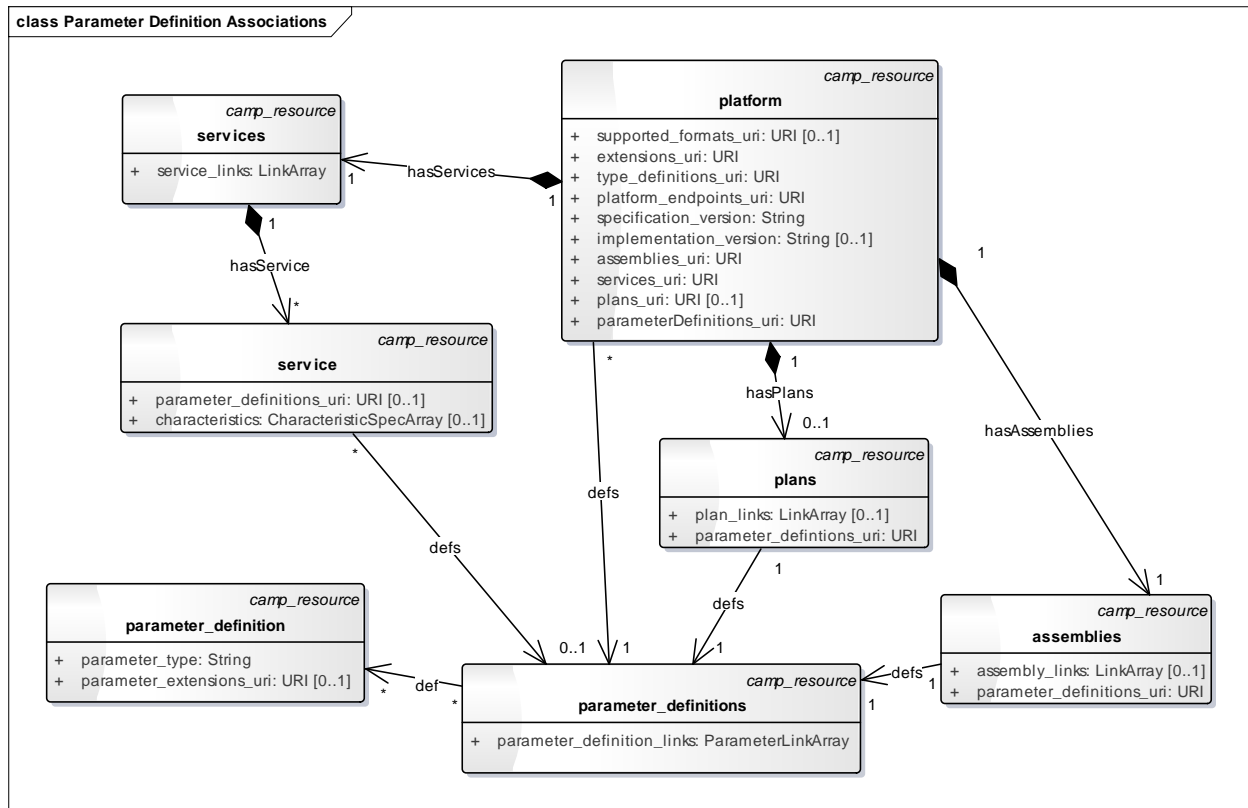 class Parameter Definition Associations
camp_resource
platform
+ supported_formats_uri: URI [0..1]
+ extensions_uri: URI
+ type_definitions_uri: URI
+ platform_endpoints_uri: URI
+ specification_version: String
+ implementation_version: String [0..1]
+ assemblies_uri: URI
+ services_uri: URI
+ plans_uri: URI [0..1]
+ parameterDefinitions_uri: URI
camp_resource
services
+ service_links: LinkArray
1
hasServices
1
1
hasService
*
1
hasAssemblies
1
camp_resource
service
+ parameter_definitions_uri: URI [0..1]
+ characteristics: CharacteristicSpecArray [0..1]
*
1
hasPlans
0..1
camp_resource
plans
+ plan_links: LinkArray [0..1]
+ parameter_defintions_uri: URI
*
defs
0..1
defs
1
1
defs
1
camp_resource
parameter_definition
+ parameter_type: String
+ parameter_extensions_uri: URI [0..1]
*
def
*
camp_resource
parameter_definitions
+ parameter_definition_links: ParameterLinkArray
1
defs
1
camp_resource
assemblies
+ assembly_links: LinkArray [0..1]
+ parameter_definitions_uri: URI